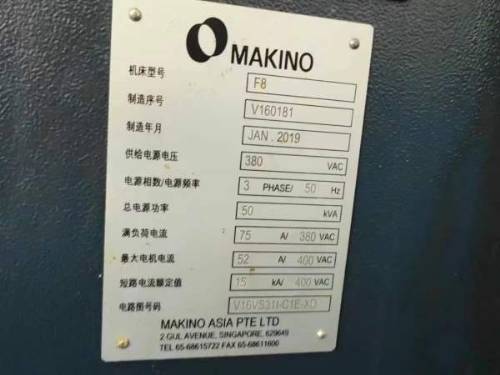 MAKINO
机床型号 F8
制造序号 V160181
制造年月 JAN . 2019
供给电源电压 380 VAC
电源相数/电源频率 3 PHASE/ 50 Hz
总电源功率 50 kVA
满负荷电流 75 A/ 380 VAC
最大电机电流 52 A/ 400 VAC
短路电流额定值 15 kA/ 400 VAC
电路图号码 V16VS31I-C1E-XD
MAKINO ASIA PTE LTD
2 GUL AVENUE, SINGAPORE, 629649
TEL 65-68615722 FAX 65-68611600